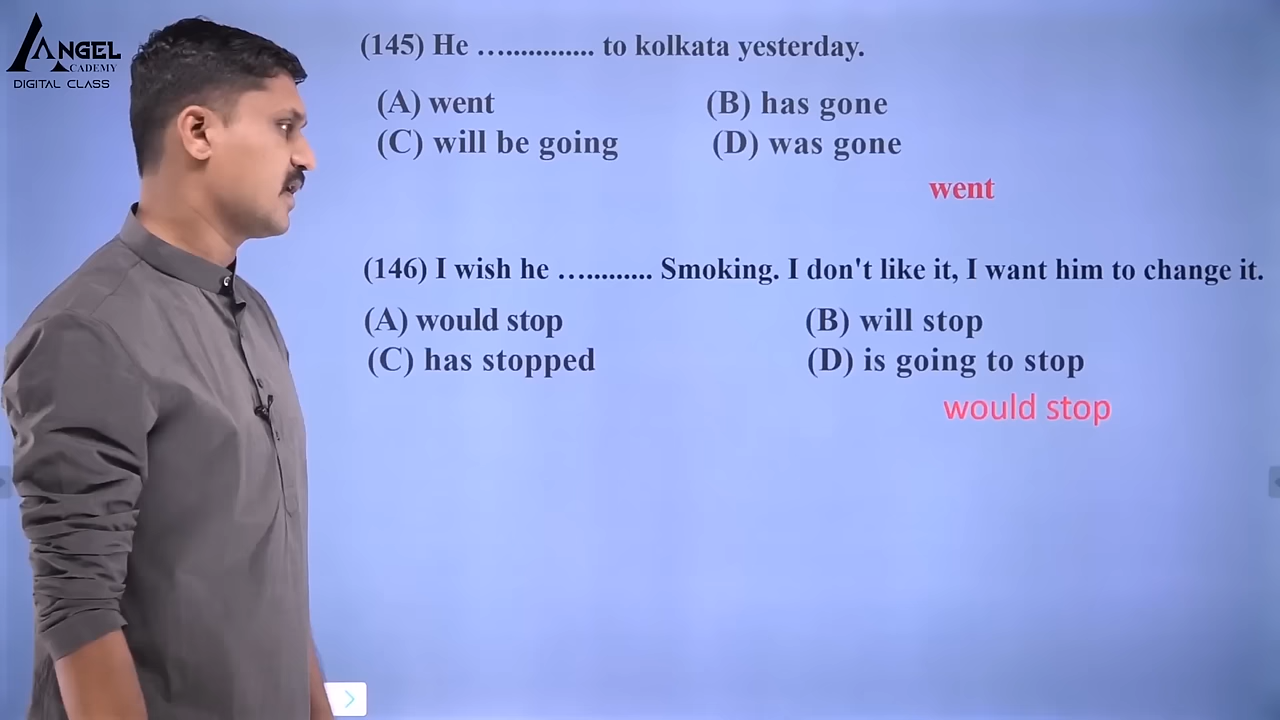 ANGEL
ACADEMY
DIGITAL CLASS
(145) He ................ to kolkata yesterday.
(A) went (B) has gone
(C) will be going (D) was gone
went
(146) I wish he ............ Smoking. I don't like it, I want him to change it.
(A) would stop (B) will stop
(C) has stopped (D) is going to stop
would stop